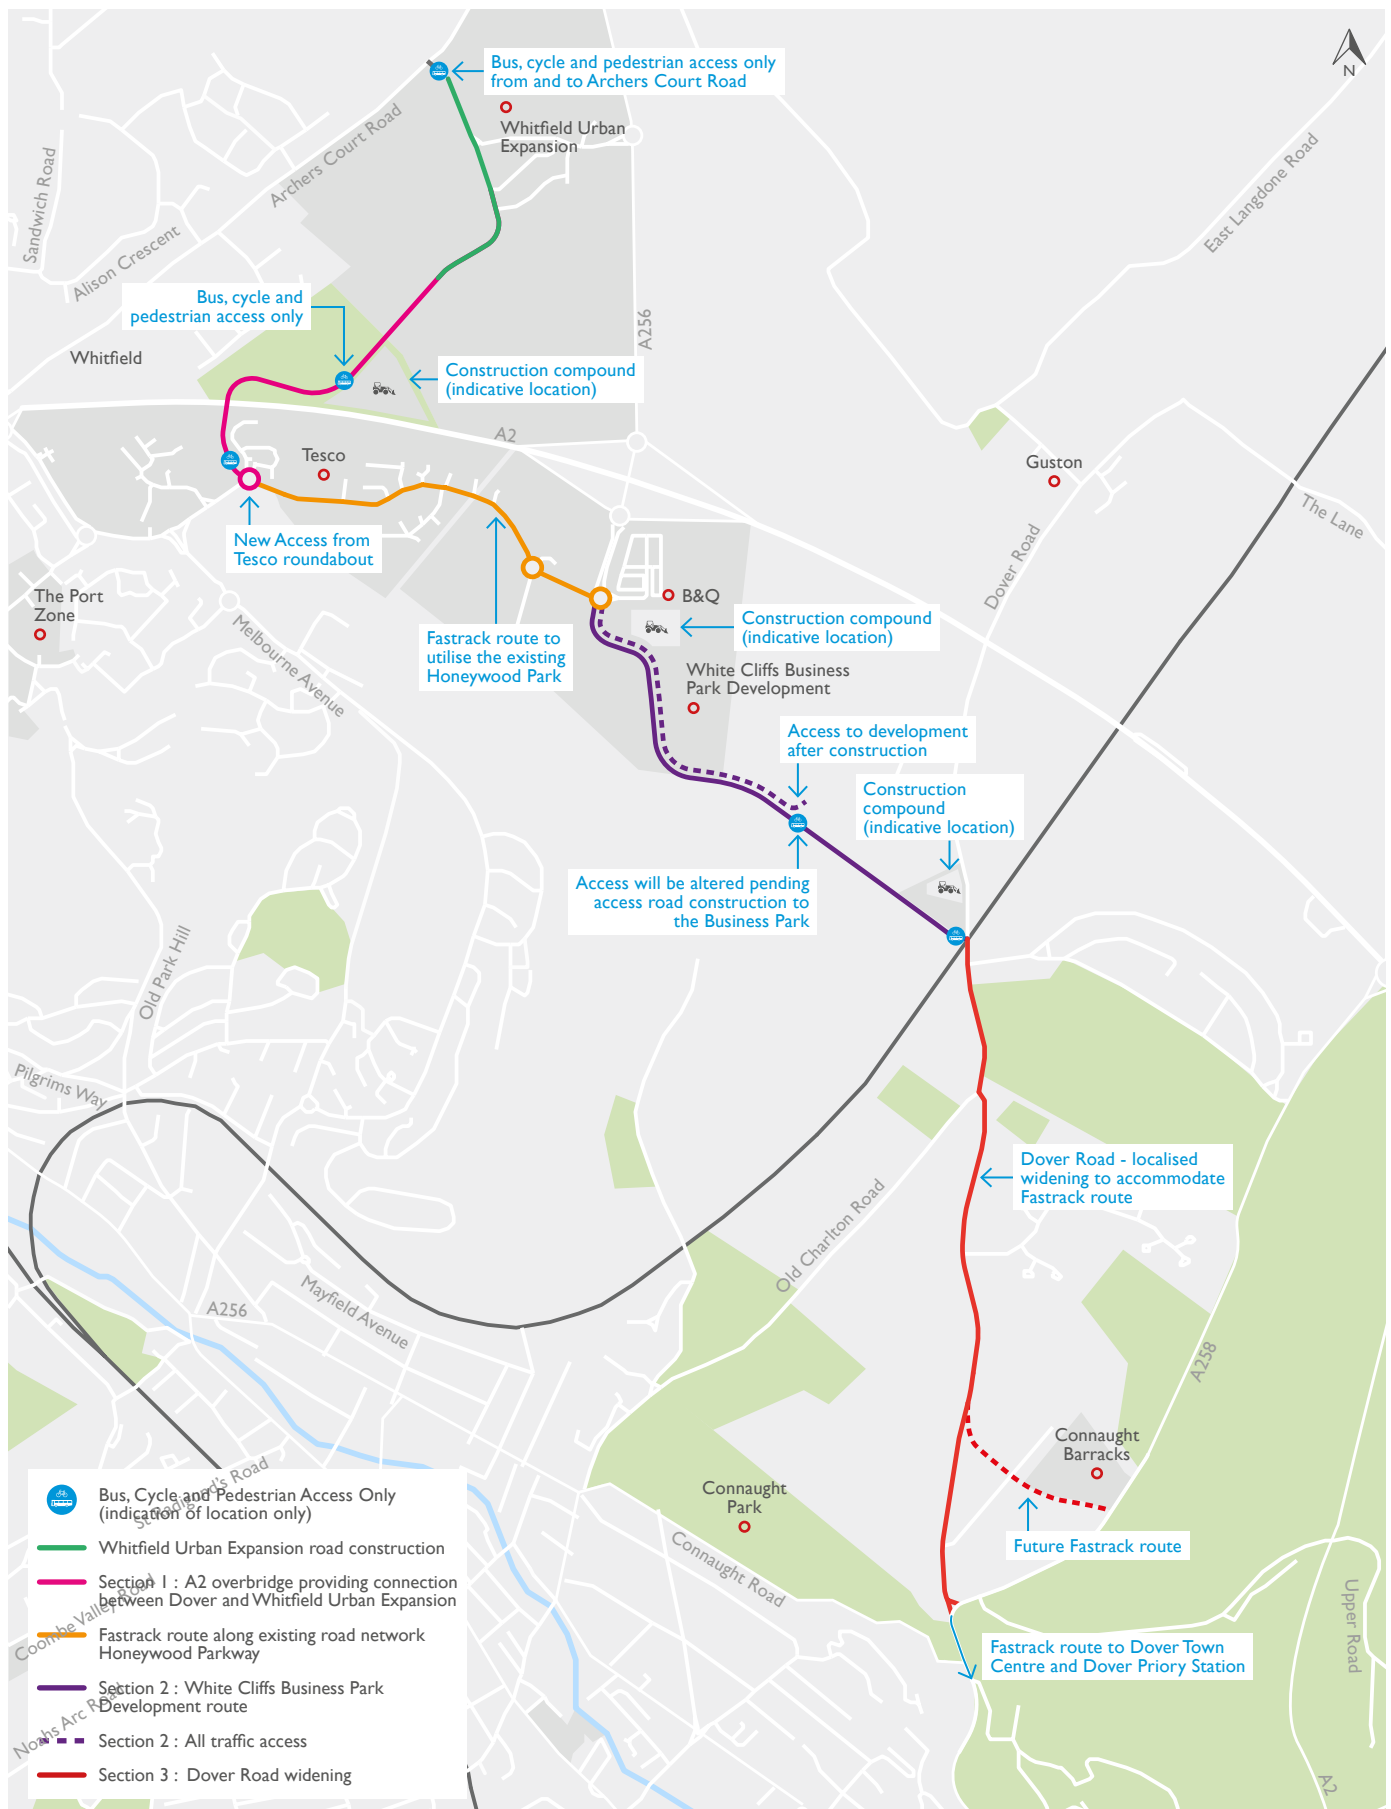 Bus, cycle and pedestrian access only
from and to Archers Court Road
N
Whitfield Urban
Expansion
Archers Court Road
Sandwich Road
East Langdone Road
Alison Crescent
Bus, cycle and
pedestrian access only
A256
Whitfield
Construction compound
(indicative location)
A2
Tesco
Guston
The Lane
New Access from
Tesco roundabout
Dover Road
The Port
Zone
B&Q
Melbourne Avenue
Construction compound
(indicative location)
Fastrack route to
utilise the existing
Honeywood Park
White Cliffs Business
Park Development
Access to development
after construction
Construction
compound
(indicative location)
Access will be altered pending
access road construction to
the Business Park
Old Park Hill
Pilgrims Way
Dover Road - localised
widening to accommodate
Fastrack route
Old Charlton Road
A256
Mayfield Avenue
A258
Connaught
Barracks
Connaught
Park
Future Fastrack route
Connaught Road
Upper Road
Fastrack route to Dover Town
Centre and Dover Priory Station
A2
St Radigund's Road
Coombe Valley Road
Noahs Arc Road
Bus, Cycle and Pedestrian Access Only
(indication of location only)
Whitfield Urban Expansion road construction
Section 1 : A2 overbridge providing connection
between Dover and Whitfield Urban Expansion
Fastrack route along existing road network
Honeywood Parkway
Section 2 : White Cliffs Business Park
Development route
Section 2 : All traffic access
Section 3 : Dover Road widening